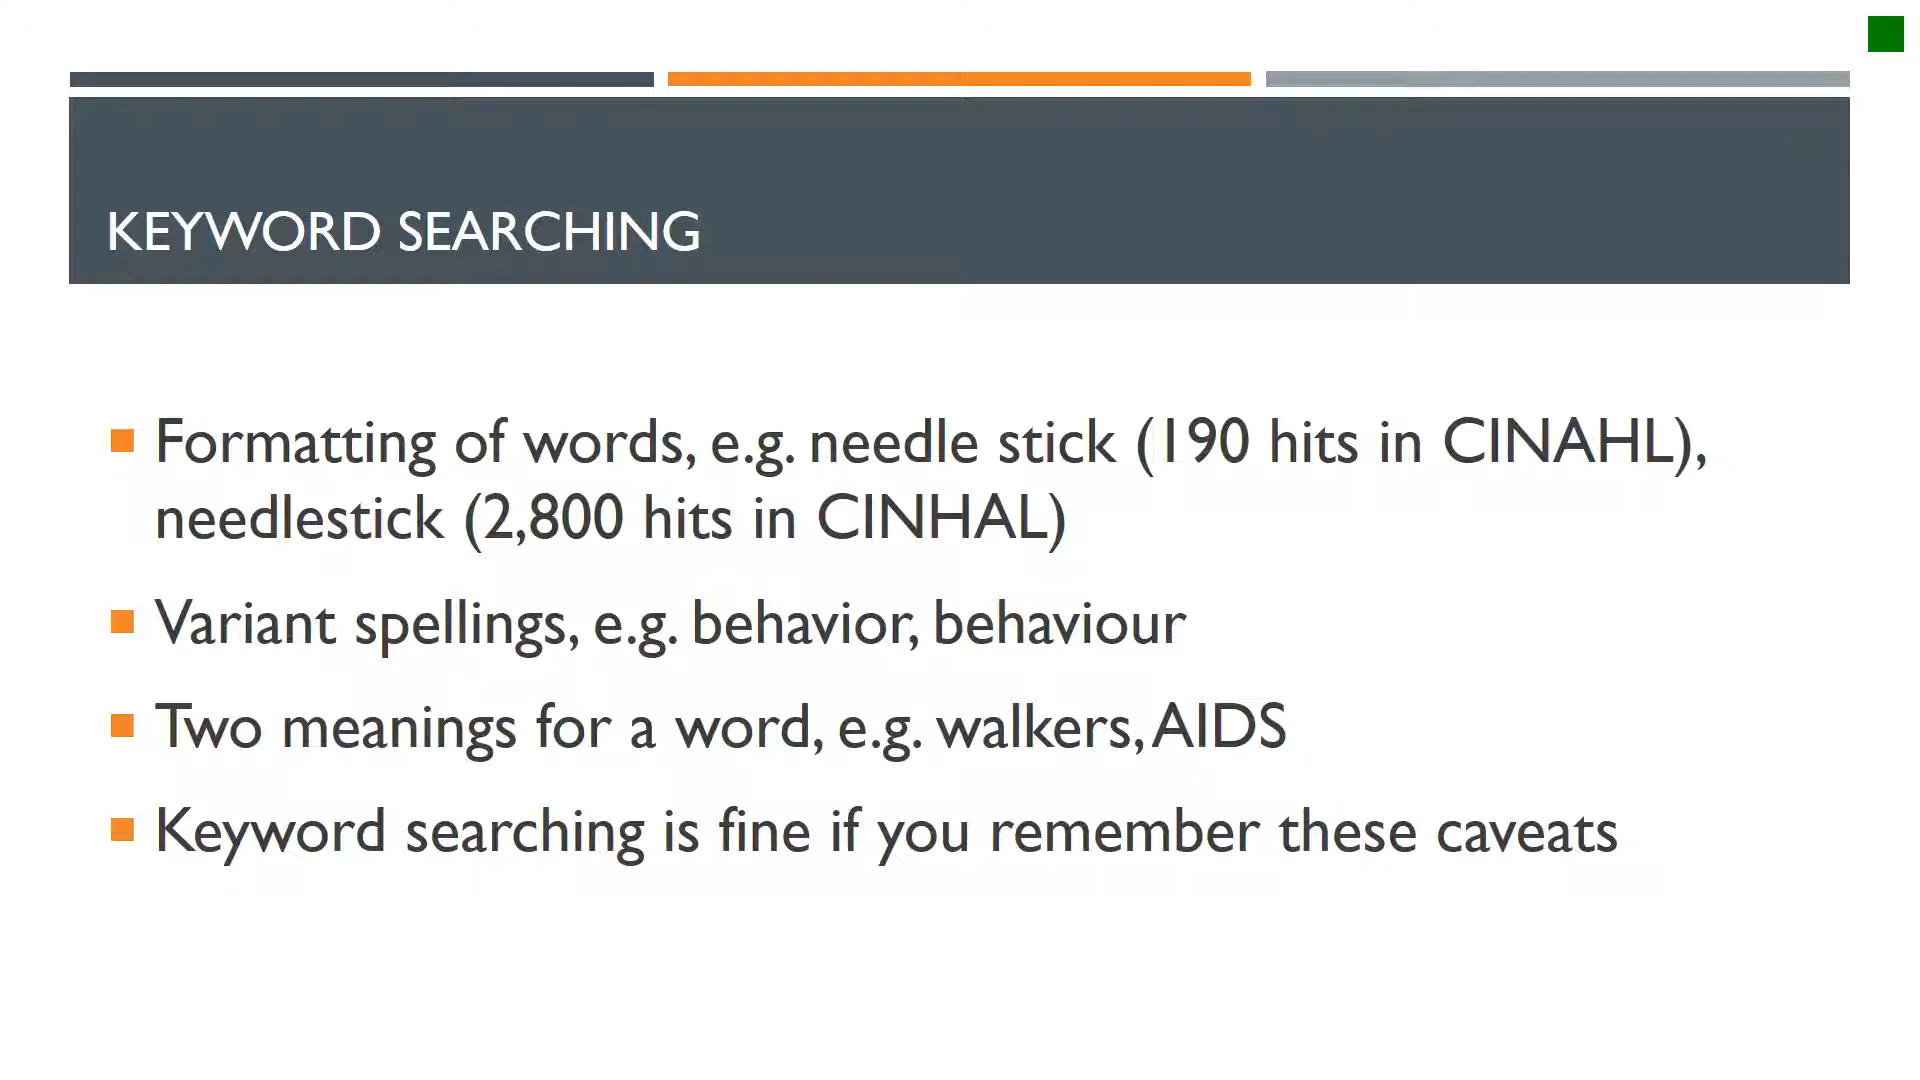 KEYWORD SEARCHING
Formatting of words, e.g. needle stick (190 hits in CINAHL),
needlestick (2,800 hits in CINHAL)
Variant spellings, e.g. behavior, behaviour
Two meanings for a word, e.g. walkers, AIDS
Keyword searching is fine if you remember these caveats